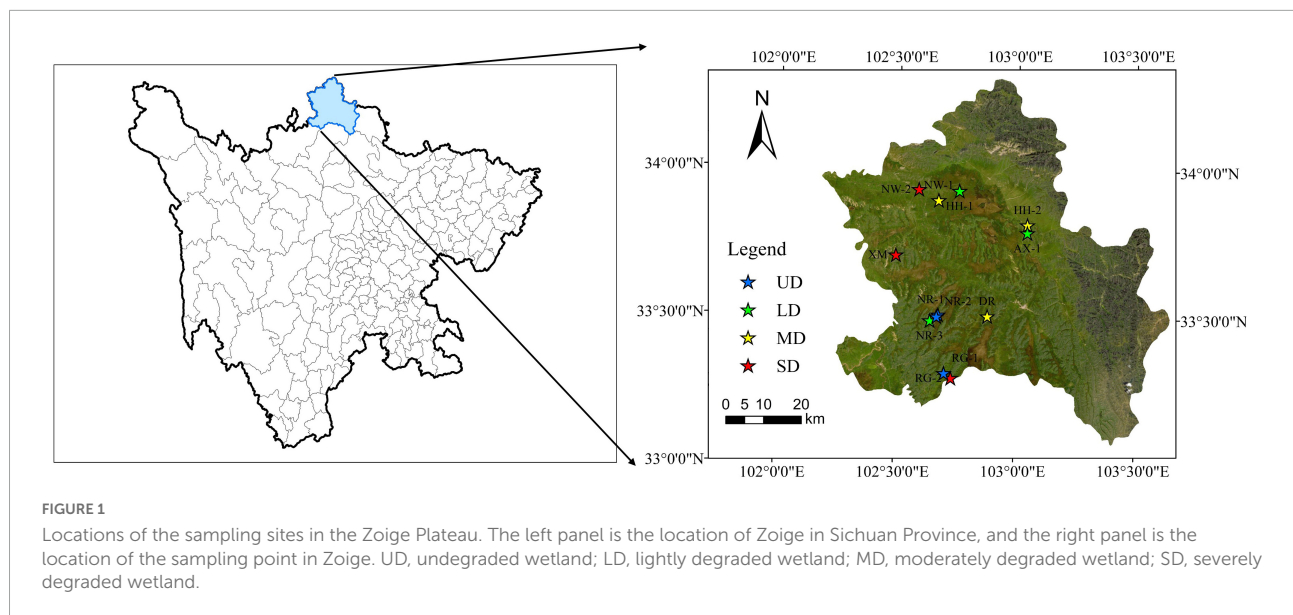 102°0'0"E 102°30'0"E 103°0'0"E 103°30'0"E
N
34°0'0"N
34°0'0"N
NW-2
NW-1
HH-1
HH-2
AX-1
Legend
XM
UD
LD
NR-1
NR-2
DR
33°30'0"N
33°30'0"N
NR-3
MD
RG-1
SD
RG-2
0 5 10 20
km
33°0'0"N
102°0'0"E 102°30'0"E 103°0'0"E 103°30'0"E
FIGURE 1
Locations of the sampling sites in the Zoige Plateau. The left panel is the location of Zoige in Sichuan Province, and the right panel is the
location of the sampling point in Zoige. UD, undegraded wetland; LD, lightly degraded wetland; MD, moderately degraded wetland; SD, severely
degraded wetland.